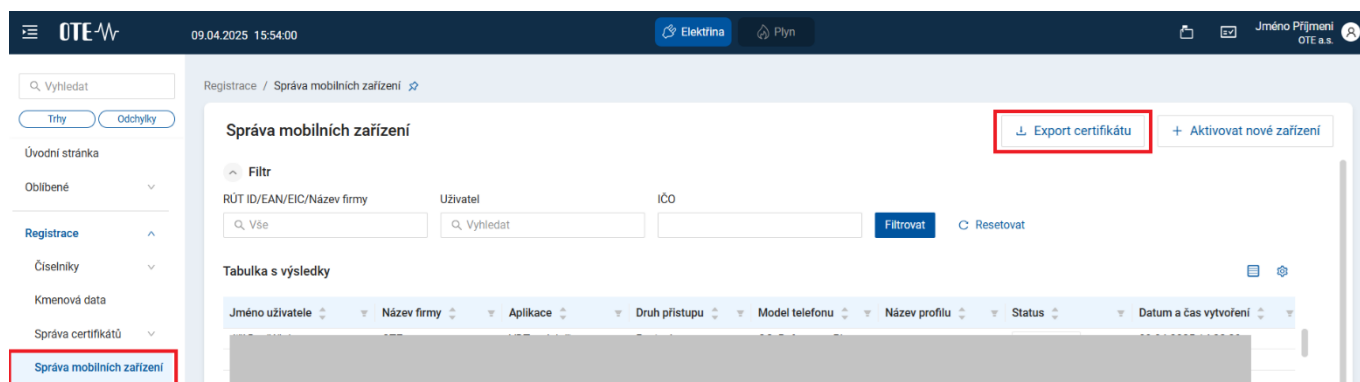 OTE
09.04.2025 15:54:00
Elektřina
Plyn
Jméno Příjmení
OTE a.s.
Vyhledat
Trhy
Odchylky
Úvodní stránka
Oblíbené
Registrace
Číselníky
Kmenová data
Správa certifikátů
Správa mobilních zařízení
Registrace / Správa mobilních zařízení
Správa mobilních zařízení
Export certifikátu
+ Aktivovat nové zařízení
Filtr
RÚT ID/EAN/EIC/Název firmy
Uživatel
IČO
Vše
Vyhledat
Filtrovat
Resetovat
Tabulka s výsledky
Jméno uživatele
Název firmy
Aplikace
Druh přístupu
Model telefonu
Název profilu
Status
Datum a čas vytvoření